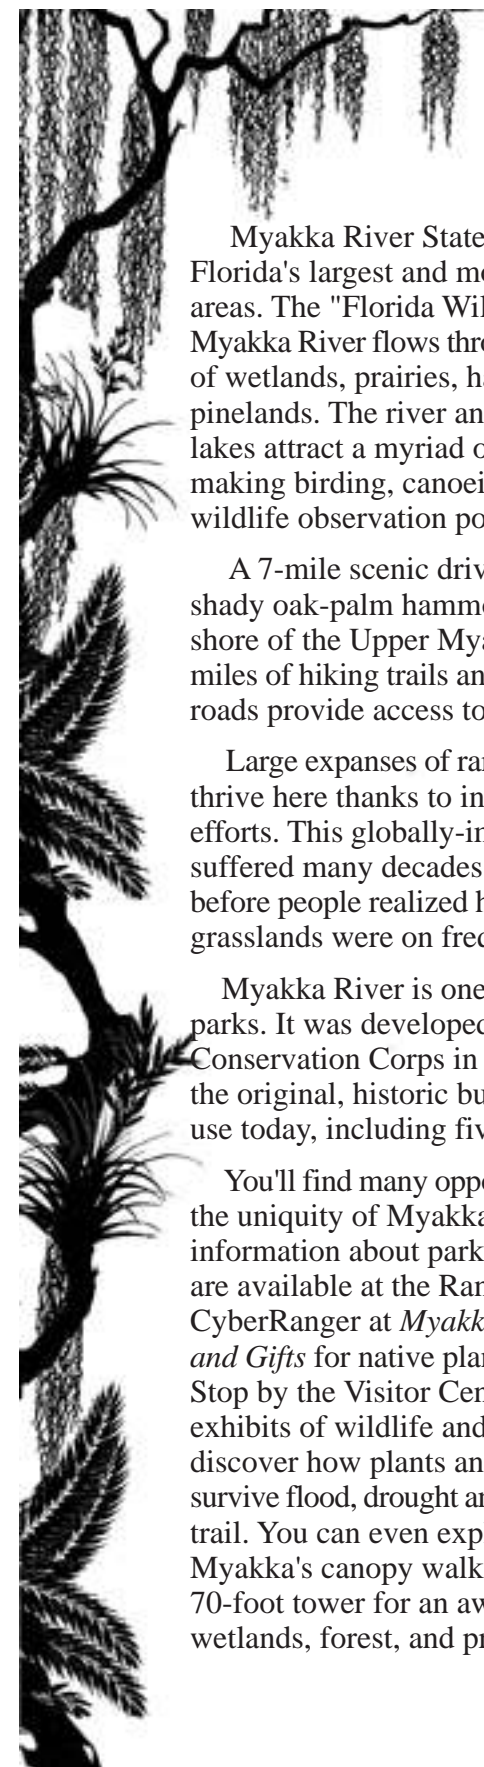 Myakka River State
Florida's largest and mo
areas. The "Florida Wil
Myakka River flows thro
of wetlands, prairies, ha
pinelands. The river an
lakes attract a myriad o
making birding, canoei
wildlife observation po
A 7-mile scenic driv
shady oak-palm hammo
shore of the Upper Mya
miles of hiking trails an
roads provide access to
Large expanses of rar
thrive here thanks to in
efforts. This globally-im
suffered many decades
before people realized h
grasslands were on freq
Myakka River is one
parks. It was developed
Conservation Corps in
the original, historic bu
use today, including fiv
You'll find many oppo
the uniquity of Myakka
information about park
are available at the Ran
CyberRanger at Myakk
and Gifts for native plan
Stop by the Visitor Cen
exhibits of wildlife and
discover how plants an
survive flood, drought an
trail. You can even exp
Myakka's canopy walk
70-foot tower for an aw
wetlands, forest, and pr